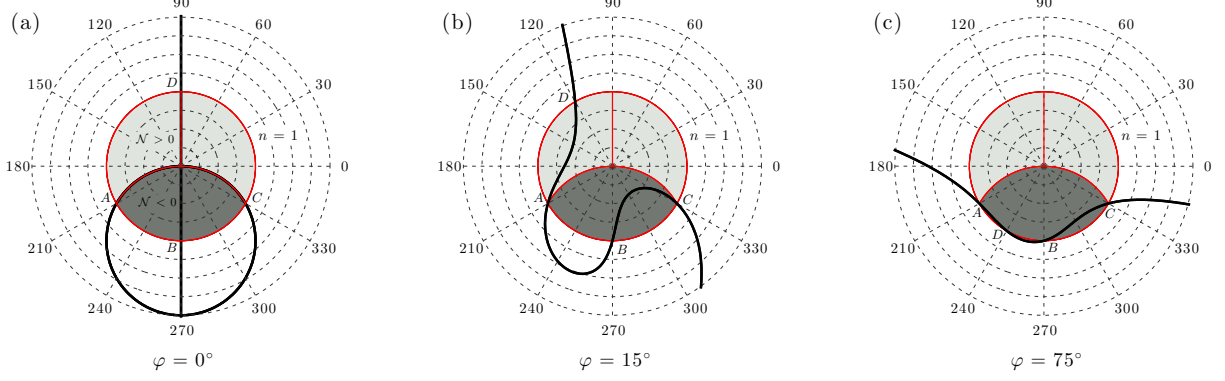 (a)
90
120
60
150
30
D
𝒩 > 0
n = 1
180
0
A
𝒩 < 0
C
210
B
330
240
300
270
φ = 0°
(b)
90
120
60
D
150
30
n = 1
180
0
A
C
210
B
330
240
300
270
φ = 15°
(c)
90
120
60
150
30
n = 1
180
0
A
C
D
B
210
330
240
300
270
φ = 75°